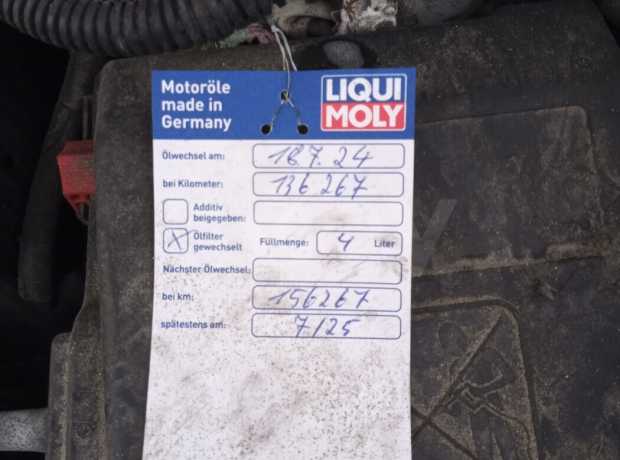 Motoröle
made in
Germany
LIQUI
MOLY
Ölwechsel am: 18.7.24
bei Kilometer: 136267
Additiv
beigegeben:
Ölfilter
gewechselt
Füllmenge: 4 Liter
Nächster Ölwechsel:
bei km: 156267
spätestens am: 7/25